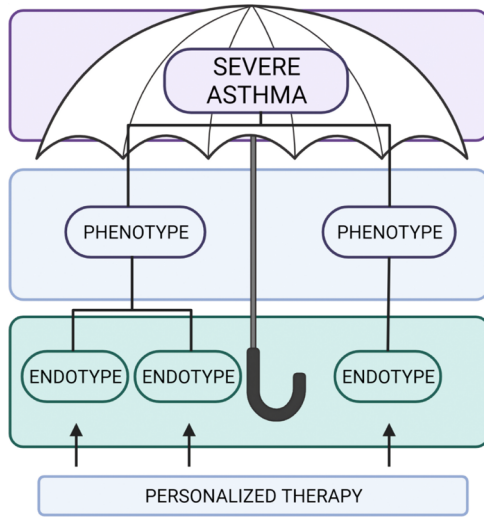 SEVERE
ASTHMA
PHENOTYPE
PHENOTYPE
ENDOTYPE
ENDOTYPE
ENDOTYPE
PERSONALIZED THERAPY